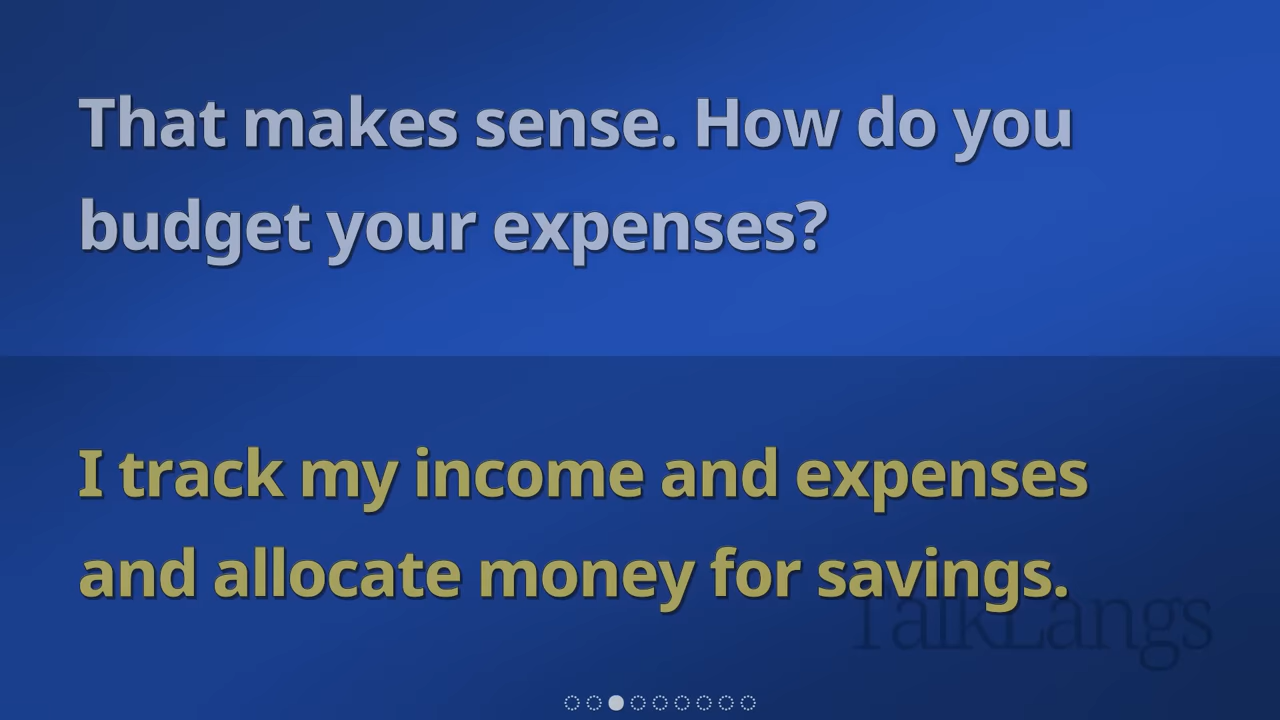 That makes sense. How do you
budget your expenses?
I track my income and expenses
and allocate money for savings.
TalkLangs